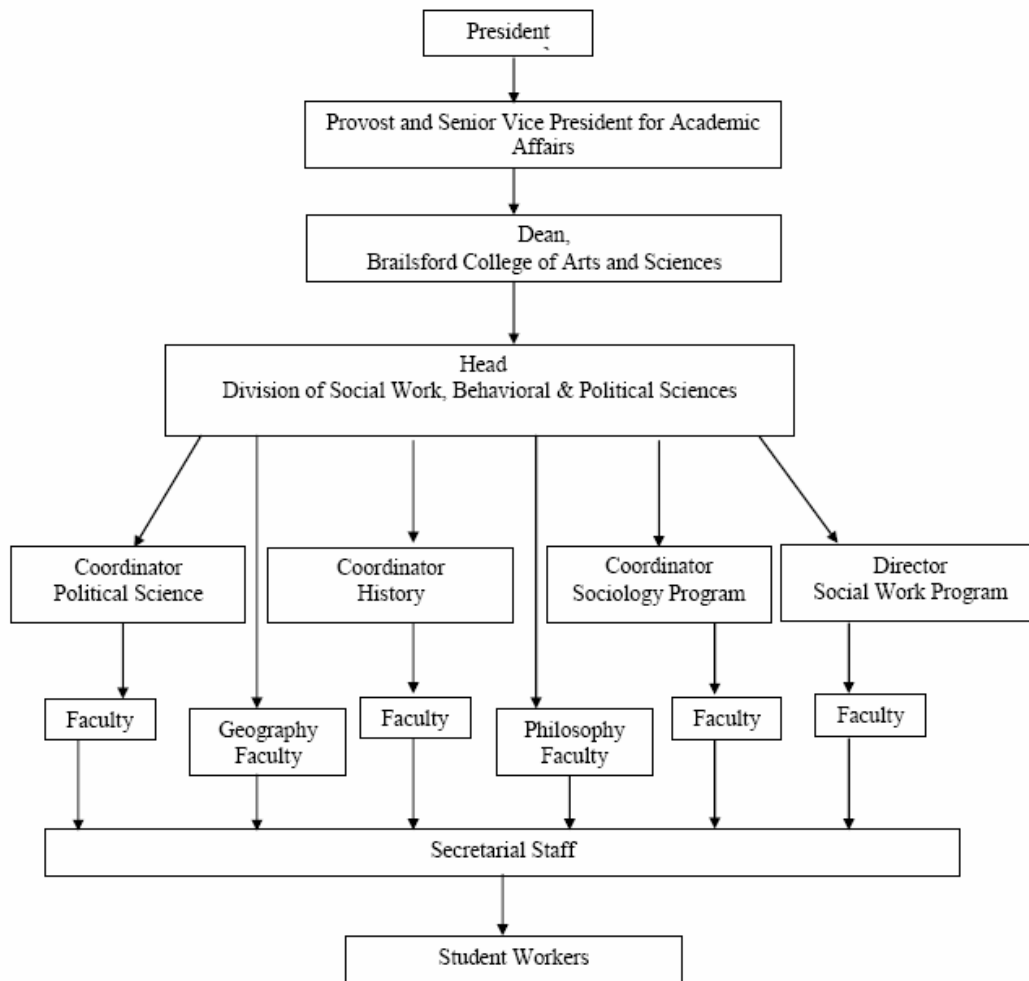 President
Provost and Senior Vice President for Academic
Affairs
Dean,
Brailsford College of Arts and Sciences
Head
Division of Social Work, Behavioral & Political Sciences
Coordinator
Political Science
Coordinator
History
Coordinator
Sociology Program
Director
Social Work Program
Faculty
Geography
Faculty
Faculty
Philosophy
Faculty
Faculty
Faculty
Secretarial Staff
Student Workers